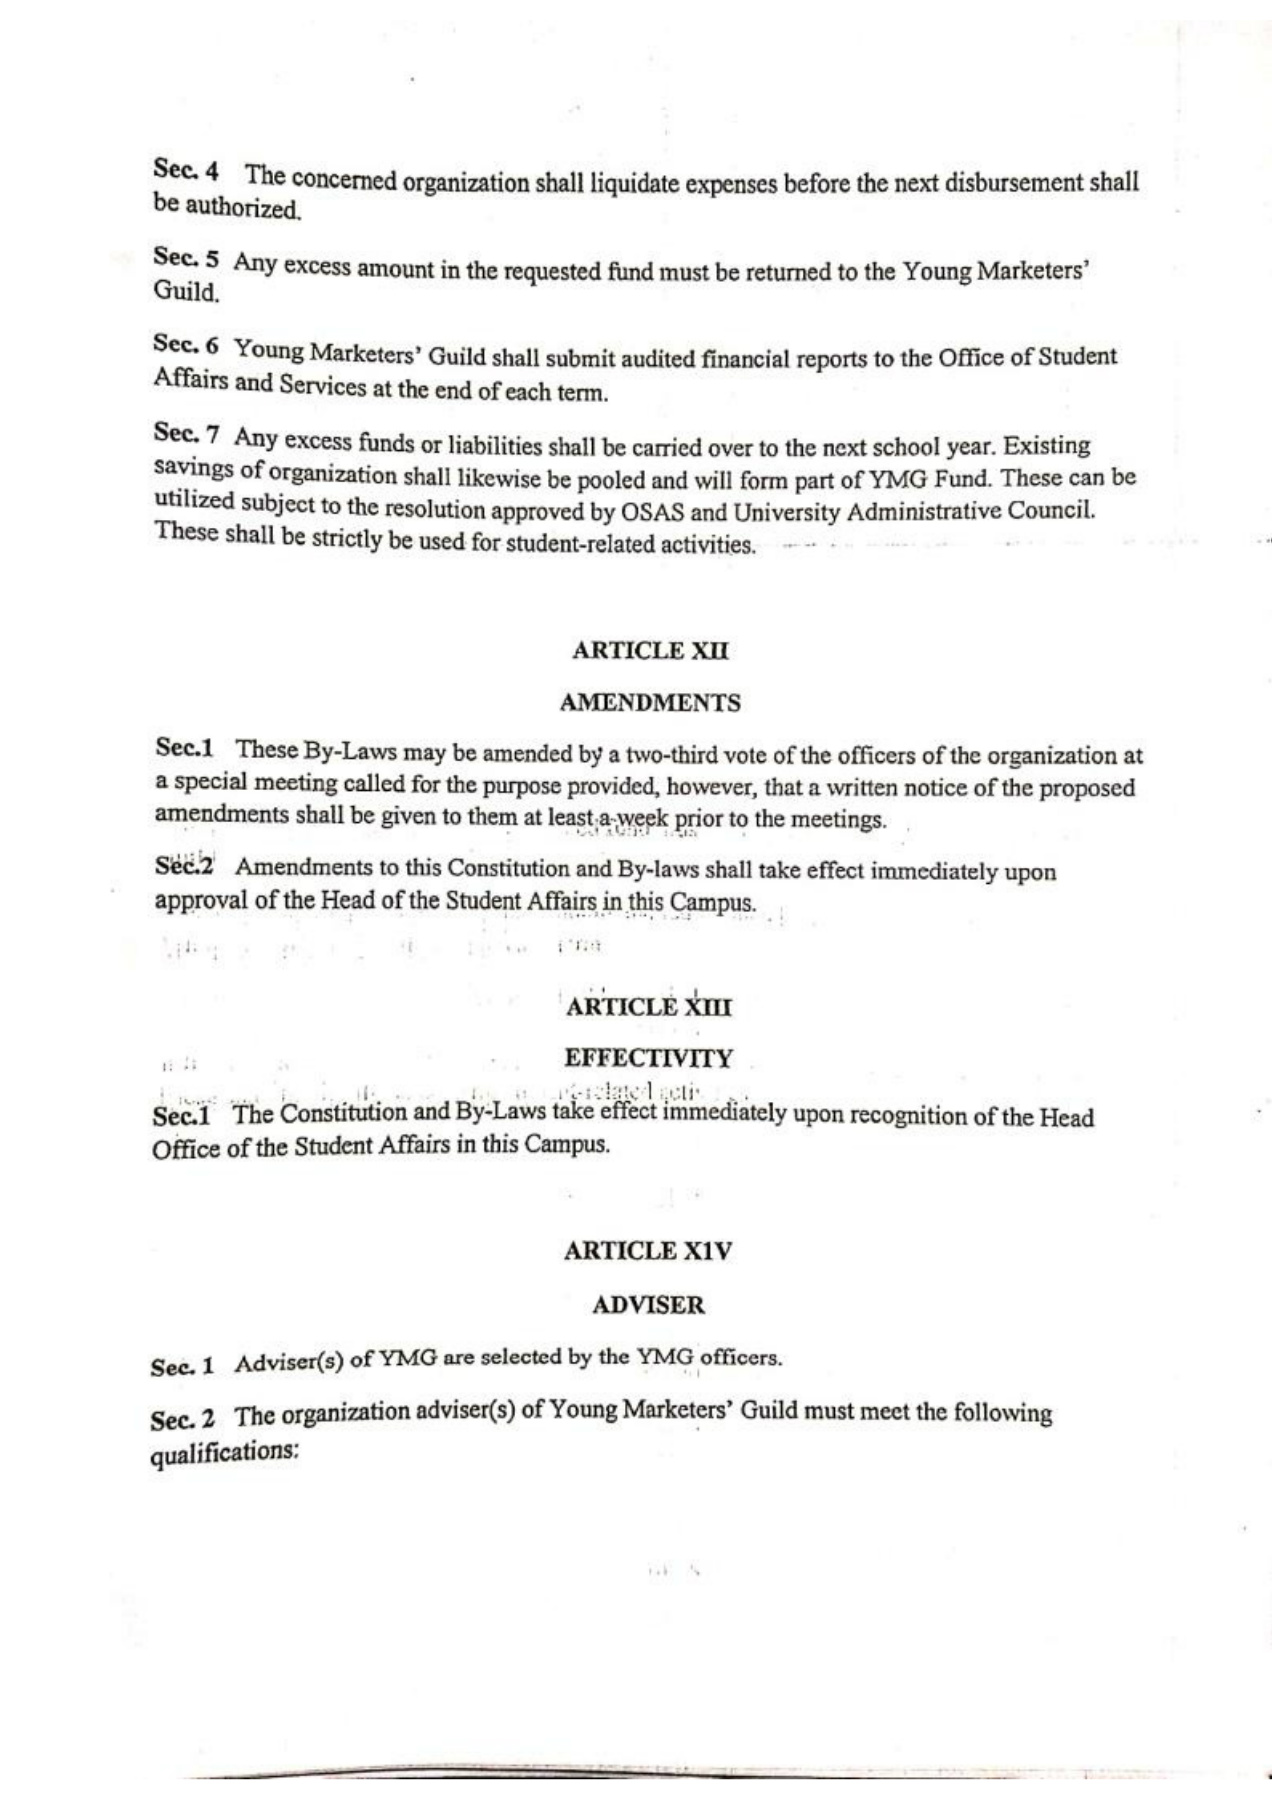 Sec. 4 The concerned organization shall liquidate expenses before the next disbursement shall
be authorized.
Sec. 5 Any excess amount in the requested fund must be returned to the Young Marketers’
Guild.
Sec. 6 Young Marketers’ Guild shall submit audited financial reports to the Office of Student
Affairs and Services at the end of each term.
Sec. 7 Any excess funds or liabilities shall be carried over to the next school year. Existing
savings of organization shall likewise be pooled and will form part of YMG Fund. These can be
utilized subject to the resolution approved by OSAS and University Administrative Council.
These shall be strictly be used for student-related activities.
ARTICLE XII
AMENDMENTS
Sec.1 These By-Laws may be amended by a two-third vote of the officers of the organization at
a special meeting called for the purpose provided, however, that a written notice of the proposed
amendments shall be given to them at least a week prior to the meetings.
Sec.2 Amendments to this Constitution and By-laws shall take effect immediately upon
approval of the Head of the Student Affairs in this Campus.
ARTICLE XIII
EFFECTIVITY
Sec.1 The Constitution and By-Laws take effect immediately upon recognition of the Head
Office of the Student Affairs in this Campus.
ARTICLE X1V
ADVISER
Sec. 1 Adviser(s) of YMG are selected by the YMG officers.
Sec. 2 The organization adviser(s) of Young Marketers’ Guild must meet the following
qualifications: